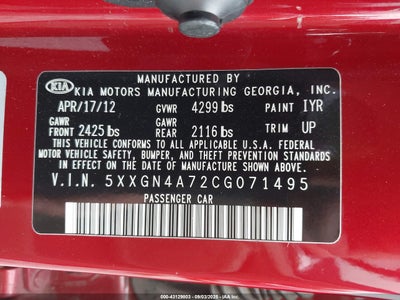 MANUFACTURED BY
KIA KIA MOTORS MANUFACTURING GEORGIA, INC.
APR/17/12 GVWR 4299 lbs PAINT IYR
GAWR GAWR
FRONT 2425 lbs REAR 2116 lbs TRIM UP
THIS VEHICLE CONFORMS TO ALL APPLICABLE U.S.A. FEDERAL
MOTOR VEHICLE SAFETY, BUMPER, AND THEFT PREVENTION STANDARDS
IN EFFECT ON THE DATE OF MANUFACTURE SHOWN ABOVE.
V.I.N. 5XXGN4A72CG071495
PASSENGER CAR
000-43129803 - 09/03/2025 - IAA Inc.